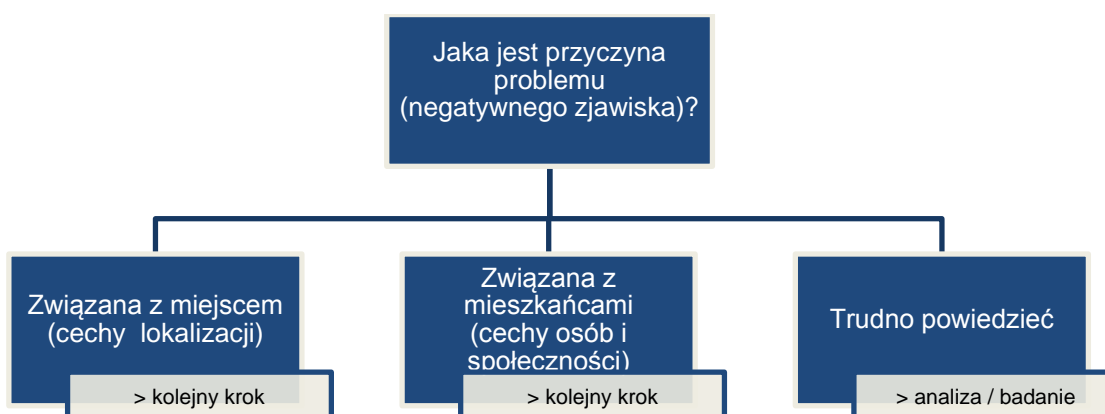 Jaka jest przyczyna
problemu
(negatywnego zjawiska)?
Związana z miejscem
(cechy lokalizacji)
> kolejny krok
Związana z
mieszkańcami
(cechy osób i
społeczności)
> kolejny krok
Trudno powiedzieć
> analiza / badanie